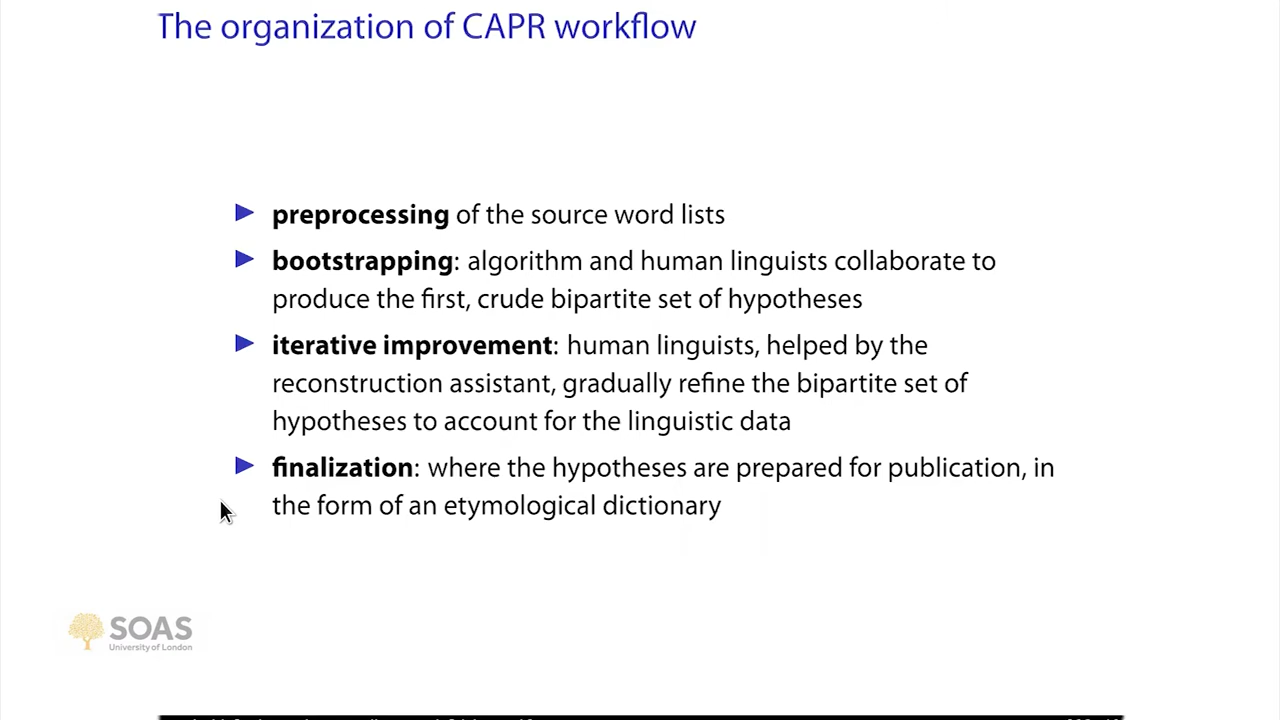 The organization of CAPR workflow
preprocessing of the source word lists
bootstrapping: algorithm and human linguists collaborate to
produce the first, crude bipartite set of hypotheses
iterative improvement: human linguists, helped by the
reconstruction assistant, gradually refine the bipartite set of
hypotheses to account for the linguistic data
finalization: where the hypotheses are prepared for publication, in
the form of an etymological dictionary
SOAS
University of London